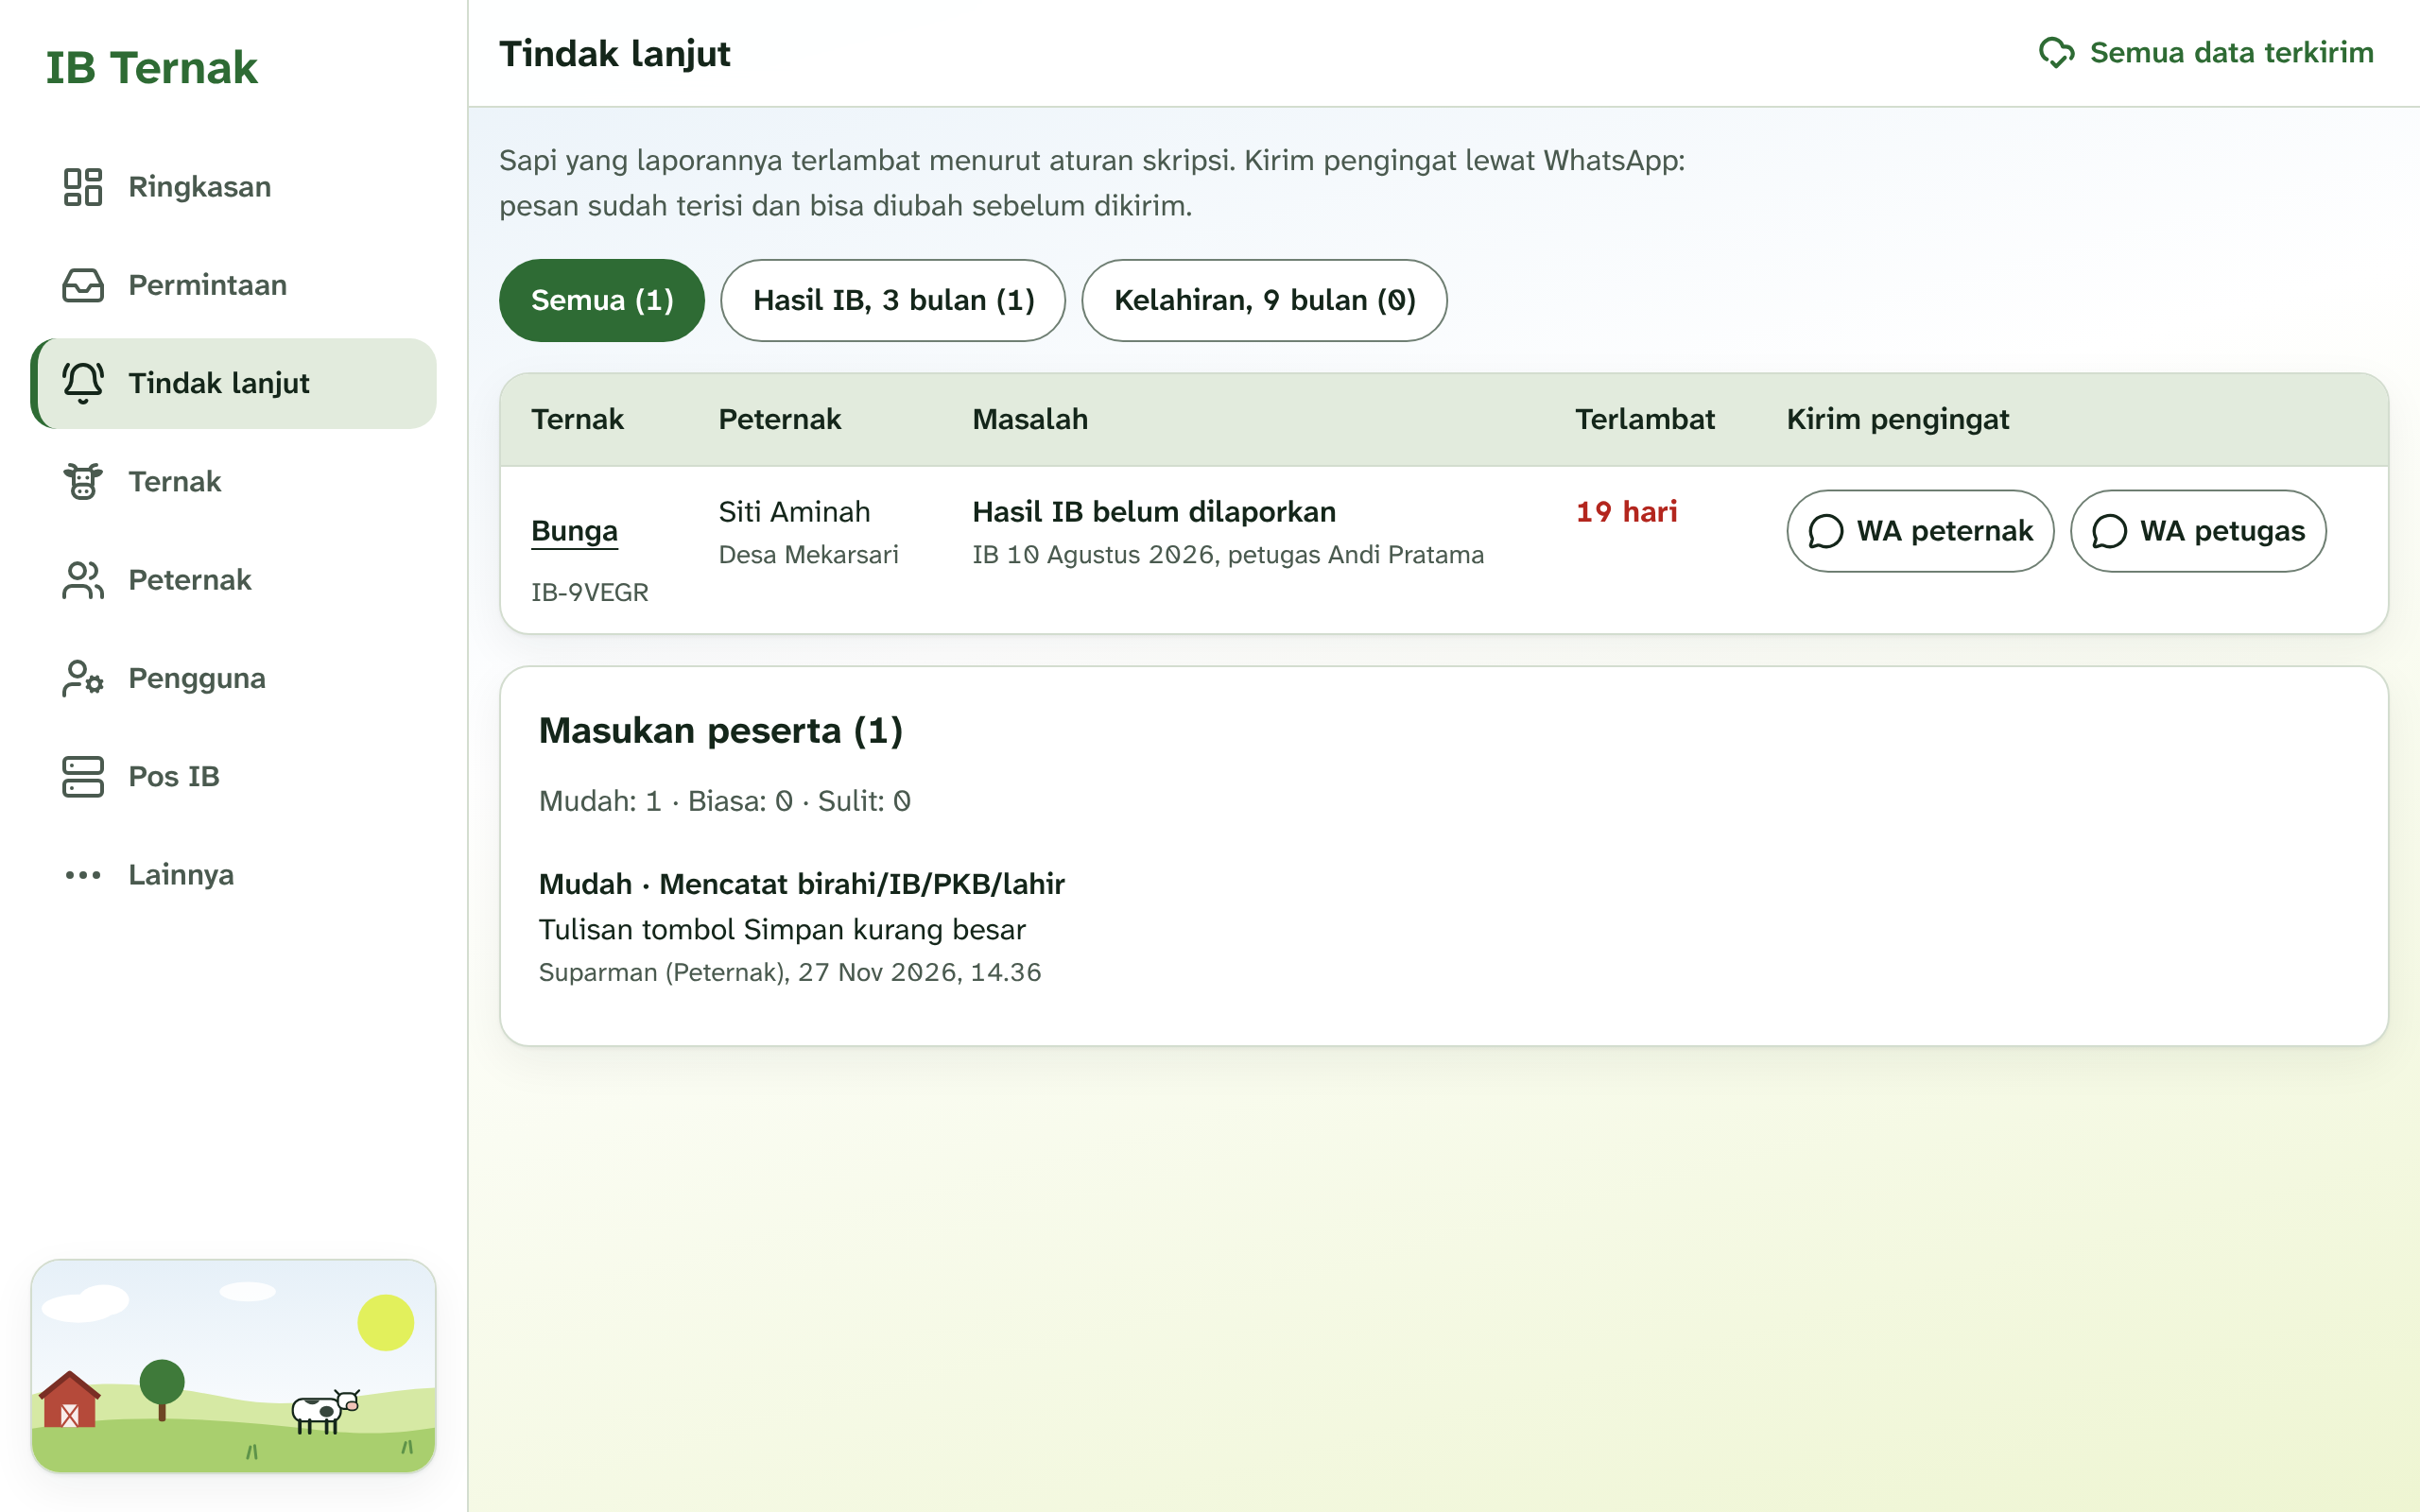 IB Ternak
Ringkasan
Permintaan
Tindak lanjut
Ternak
Peternak
Pengguna
Pos IB
Lainnya
Tindak lanjut
Semua data terkirim
Sapi yang laporannya terlambat menurut aturan skripsi. Kirim pengingat lewat WhatsApp:
pesan sudah terisi dan bisa diubah sebelum dikirim.
Semua (1)
Hasil IB, 3 bulan (1)
Kelahiran, 9 bulan (0)
Ternak Peternak Masalah Terlambat Kirim pengingat
Bunga
IB-9VEGR
Siti Aminah
Desa Mekarsari
Hasil IB belum dilaporkan
IB 10 Agustus 2026, petugas Andi Pratama
19 hari
WA peternak
WA petugas
Masukan peserta (1)
Mudah: 1 · Biasa: 0 · Sulit: 0
Mudah · Mencatat birahi/IB/PKB/lahir
Tulisan tombol Simpan kurang besar
Suparman (Peternak), 27 Nov 2026, 14.36